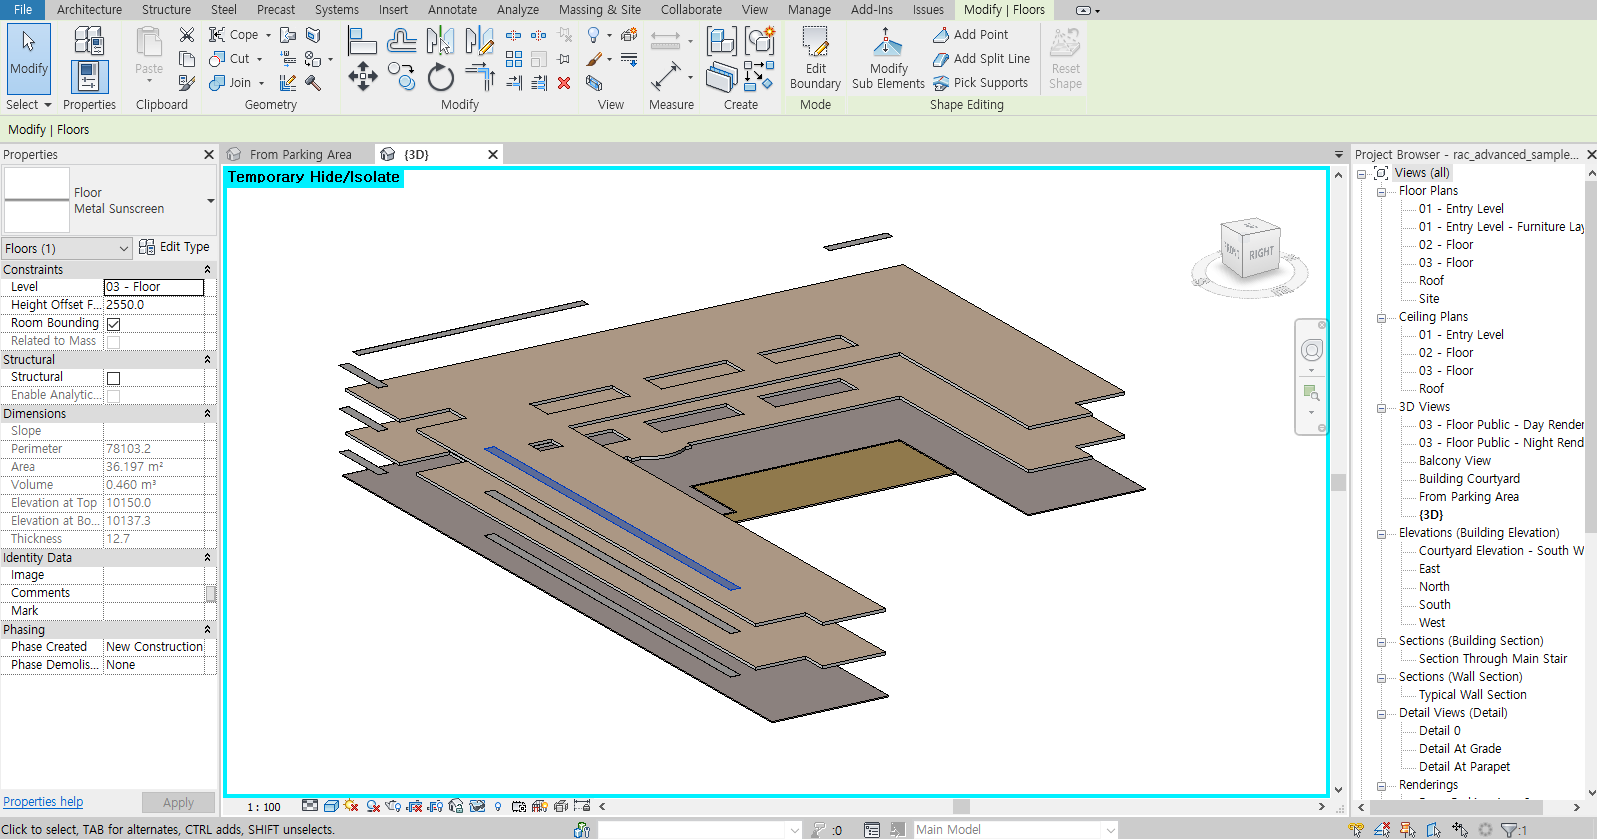 File Architecture Structure Steel Precast Systems Insert Annotate Analyze Massing & Site Collaborate View Manage Add-Ins Issues Modify | Floors
Modify
Select
Properties
Paste
Clipboard
Cope
Cut
Join
Geometry
Modify
View
Measure
Create
Edit
Boundary
Mode
Modify
Sub Elements
Add Point
Add Split Line
Pick Supports
Shape Editing
Reset
Shape
Modify | Floors
Properties
From Parking Area
{3D}
Project Browser - rac_advanced_sample...
Floor
Metal Sunscreen
Floors (1)
Edit Type
Constraints
Level 03 - Floor
Height Offset F... 2550.0
Room Bounding
Related to Mass
Structural
Structural
Enable Analytic...
Dimensions
Slope
Perimeter 78103.2
Area 36.197 m²
Volume 0.460 m³
Elevation at Top 10150.0
Elevation at Bo... 10137.3
Thickness 12.7
Identity Data
Image
Comments
Mark
Phasing
Phase Created New Construction
Phase Demolis... None
Properties help
Apply
Temporary Hide/Isolate
RIGHT
1 : 100
Views (all)
Floor Plans
01 - Entry Level
01 - Entry Level - Furniture Lay
02 - Floor
03 - Floor
Roof
Site
Ceiling Plans
01 - Entry Level
02 - Floor
03 - Floor
Roof
3D Views
03 - Floor Public - Day Render
03 - Floor Public - Night Rend
Balcony View
Building Courtyard
From Parking Area
{3D}
Elevations (Building Elevation)
Courtyard Elevation - South W
East
North
South
West
Sections (Building Section)
Section Through Main Stair
Sections (Wall Section)
Typical Wall Section
Detail Views (Detail)
Detail 0
Detail At Grade
Detail At Parapet
Renderings
Click to select, TAB for alternates, CTRL adds, SHIFT unselects.
:0
Main Model
:1